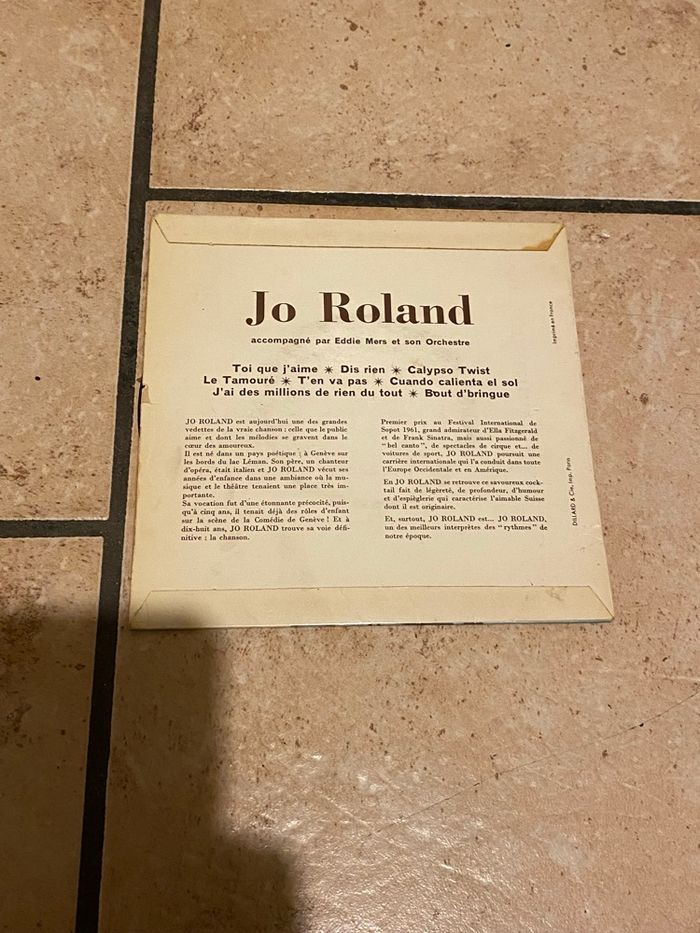 Jo Roland
accompagné par Eddie Mers et son Orchestre
Toi que j'aime ✴ Dis rien ✴ Calypso Twist
Le Tamouré ✴ T'en va pas ✴ Cuando calienta el sol
J'ai des millions de rien du tout ✴ Bout d'bringue
JO ROLAND est aujourd'hui une des grandes
vedettes de la vraie chanson : celle que le public
aime et dont les mélodies se gravent dans le
cœur des amoureux.
Il est né dans un pays poétique : à Genève sur
les bords du lac Léman. Son père, un chanteur
d'opéra, était italien et JO ROLAND vécut ses
années d'enfance dans une ambiance où la mu-
sique et le théâtre tenaient une place très im-
portante.
Sa vocation fut d'une étonnante précocité, puis-
qu'à cinq ans, il tenait déjà des rôles d'enfant
sur la scène de la Comédie de Genève ! Et à
dix-huit ans, JO ROLAND trouve sa voie défi-
nitive : la chanson.
Premier prix au Festival International de
Sopot 1961, grand admirateur d'Ella Fitzgerald
et de Frank Sinatra, mais aussi passionné de
"bel canto", de spectacles de cirque et... de
voitures de sport, JO ROLAND poursuit une
carrière internationale qui l'a conduit dans toute
l'Europe Occidentale et en Amérique.
En JO ROLAND se retrouve ce savoureux cock-
tail fait de légèreté, de profondeur, d'humour
et d'espièglerie qui caractérise l'aimable Suisse
dont il est originaire.
Et, surtout, JO ROLAND est... JO ROLAND,
un des meilleurs interprètes des "rythmes" de
notre époque.
Imprimé en France
DILLARD & Cie. Imp. Paris